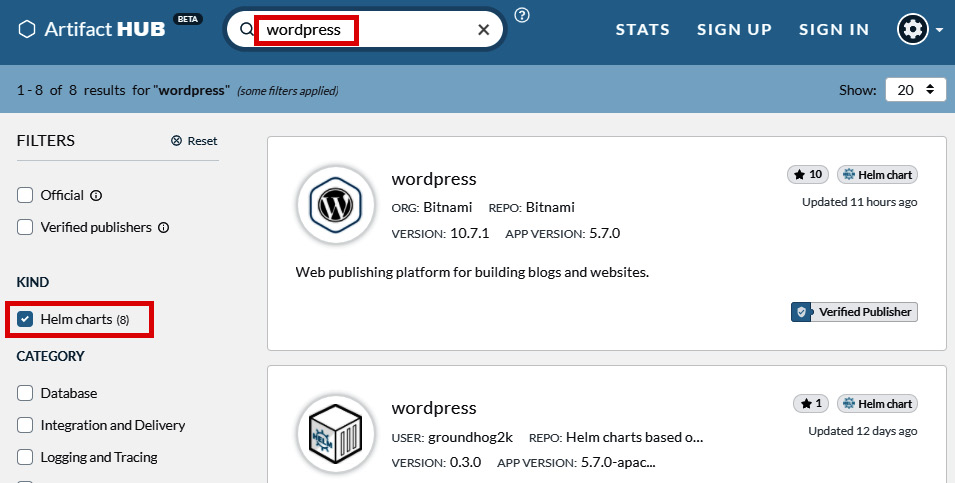 Artifact HUB BETA
wordpress
STATS SIGN UP SIGN IN
1 - 8 of 8 results for "wordpress" (some filters applied)
Show: 20
FILTERS
Reset
Official
Verified publishers
KIND
Helm charts (8)
CATEGORY
Database
Integration and Delivery
Logging and Tracing
wordpress
10 Helm chart
ORG: Bitnami REPO: Bitnami
Updated 11 hours ago
VERSION: 10.7.1 APP VERSION: 5.7.0
Web publishing platform for building blogs and websites.
Verified Publisher
HELM
wordpress
1 Helm chart
USER: groundhog2k REPO: Helm charts based o...
Updated 12 days ago
VERSION: 0.3.0 APP VERSION: 5.7.0-apac...